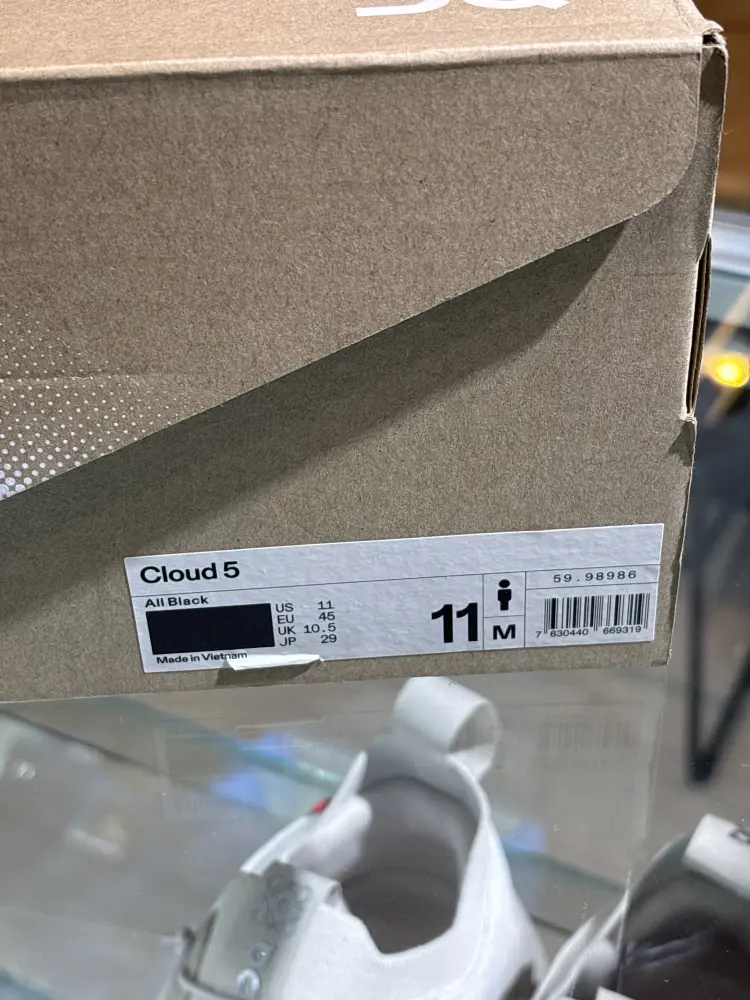 Cloud 5
All Black
US 11
EU 45
UK 10.5
JP 29
Made in Vietnam
11
M
59.98986
7 630440 669319